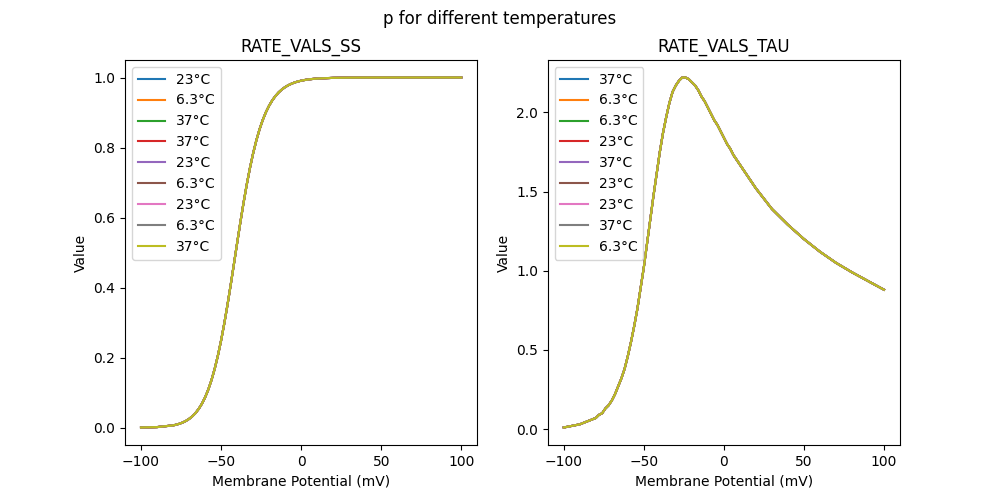 p for different temperatures
RATE_VALS_SS
1.0
0.8
0.6
0.4
0.2
0.0
Value
23°C
6.3°C
37°C
37°C
23°C
6.3°C
23°C
6.3°C
37°C
−100
−50
0
50
100
Membrane Potential (mV)
RATE_VALS_TAU
2.0
1.5
1.0
0.5
0.0
Value
37°C
6.3°C
6.3°C
23°C
37°C
23°C
23°C
37°C
6.3°C
−100
−50
0
50
100
Membrane Potential (mV)